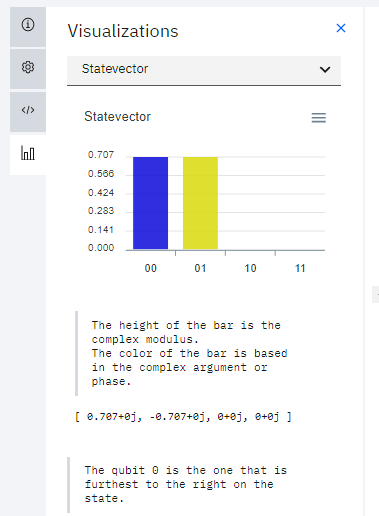 Visualizations
Statevector
Statevector
0.707
0.566
0.424
0.283
0.141
0.000
00 01 10 11
The height of the bar is the
complex modulus.
The color of the bar is based
in the complex argument or
phase.
[ 0.707+0j, -0.707+0j, 0+0j, 0+0j ]
The qubit 0 is the one that is
furthest to the right on the
state.